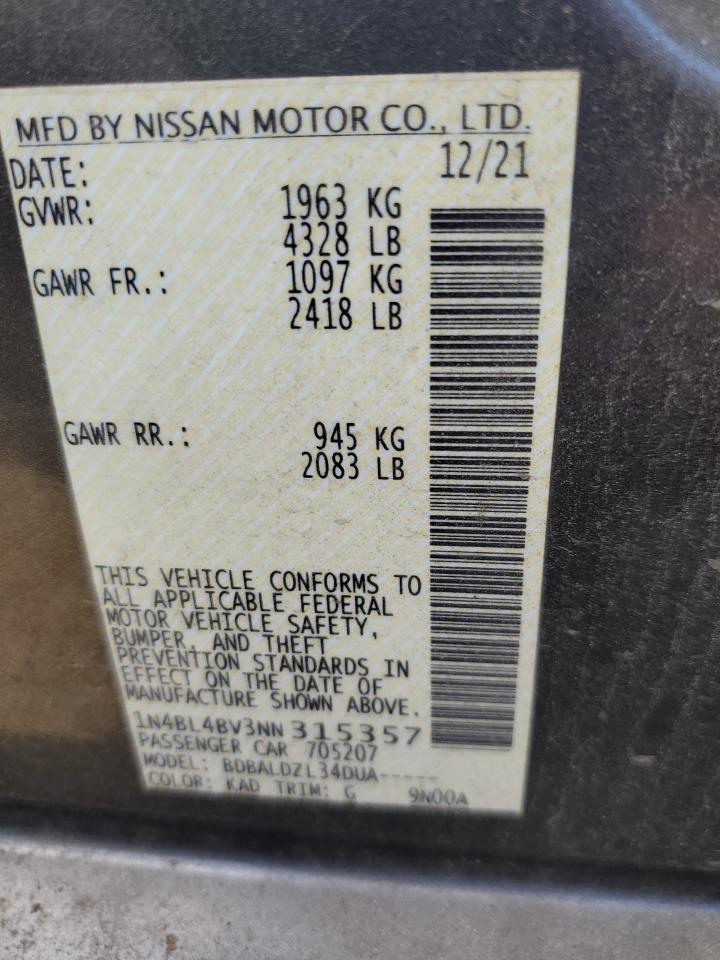 MFD BY NISSAN MOTOR CO., LTD.
DATE: 12/21
GVWR: 1963 KG
4328 LB
GAWR FR.: 1097 KG
2418 LB
GAWR RR.: 945 KG
2083 LB
THIS VEHICLE CONFORMS TO
ALL APPLICABLE FEDERAL
MOTOR VEHICLE SAFETY,
BUMPER, AND THEFT
PREVENTION STANDARDS IN
EFFECT ON THE DATE OF
MANUFACTURE SHOWN ABOVE.
1N4BL4BV3NN315357
PASSENGER CAR 705207
MODEL: BDBALDZL34DUA-----
COLOR: KAD TRIM: G 9N00A